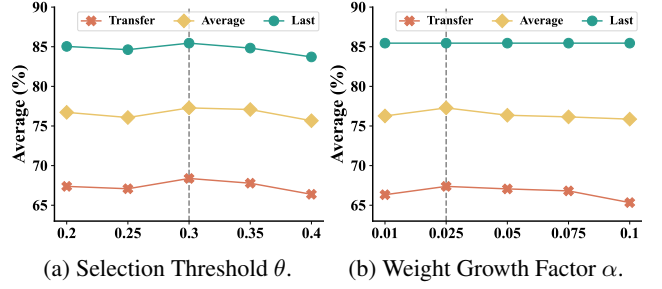 Transfer Average Last
Average (%)
90
85
80
75
70
65
0.2 0.25 0.3 0.35 0.4
(a) Selection Threshold θ.
Transfer Average Last
Average (%)
90
85
80
75
70
65
0.01 0.025 0.05 0.075 0.1
(b) Weight Growth Factor α.